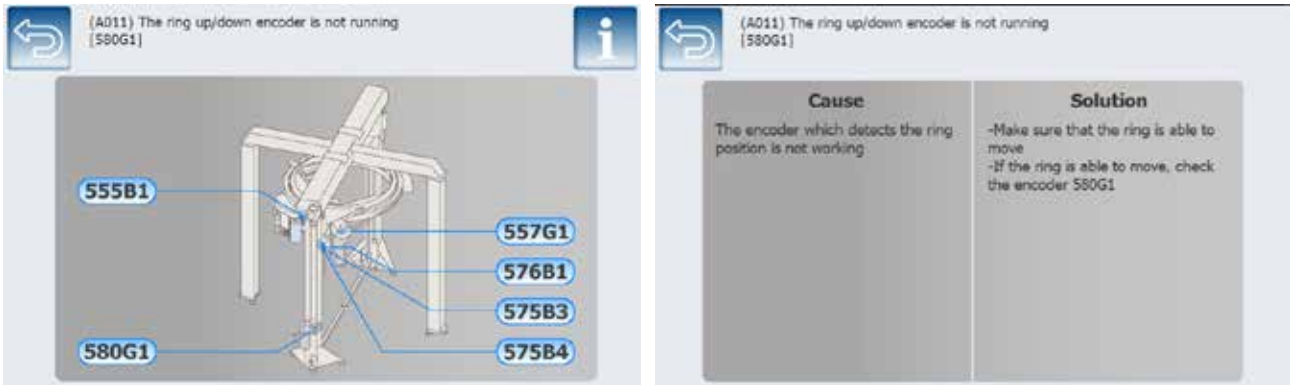 (A011) The ring up/down encoder is not running
[580G1]
i
555B1
557G1
576B1
575B3
580G1
575B4
(A011) The ring up/down encoder is not running
[580G1]
Cause
The encoder which detects the ring
position is not working
Solution
-Make sure that the ring is able to
move
-If the ring is able to move, check
the encoder 580G1